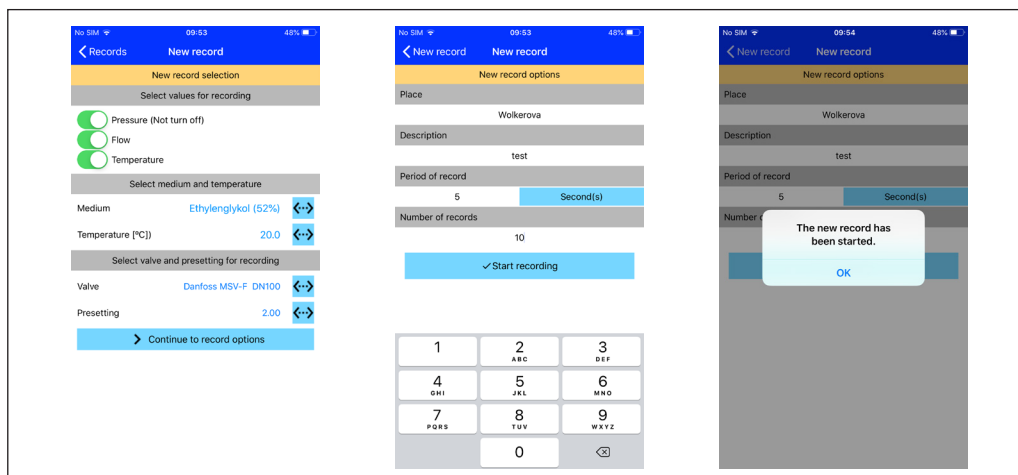 No SIM 09:53 48%
Records New record
New record selection
Select values for recording
Pressure (Not turn off)
Flow
Temperature
Select medium and temperature
Medium Ethylenglykol (52%)
Temperature [ºC]) 20.0
Select valve and presetting for recording
Valve Danfoss MSV-F DN100
Presetting 2.00
Continue to record options
No SIM 09:53 48%
New record New record
New record options
Place
Wolkerova
Description
test
Period of record
5 Second(s)
Number of records
10
Start recording
1 2 3
ABC DEF
4 5 6
GHI JKL MNO
7 8 9
PQRS TUV WXYZ
0
No SIM 09:54 48%
New record New record
New record options
Place
Wolkerova
Description
test
Period of record
5 Second(s)
Number
The new record has
been started.
OK